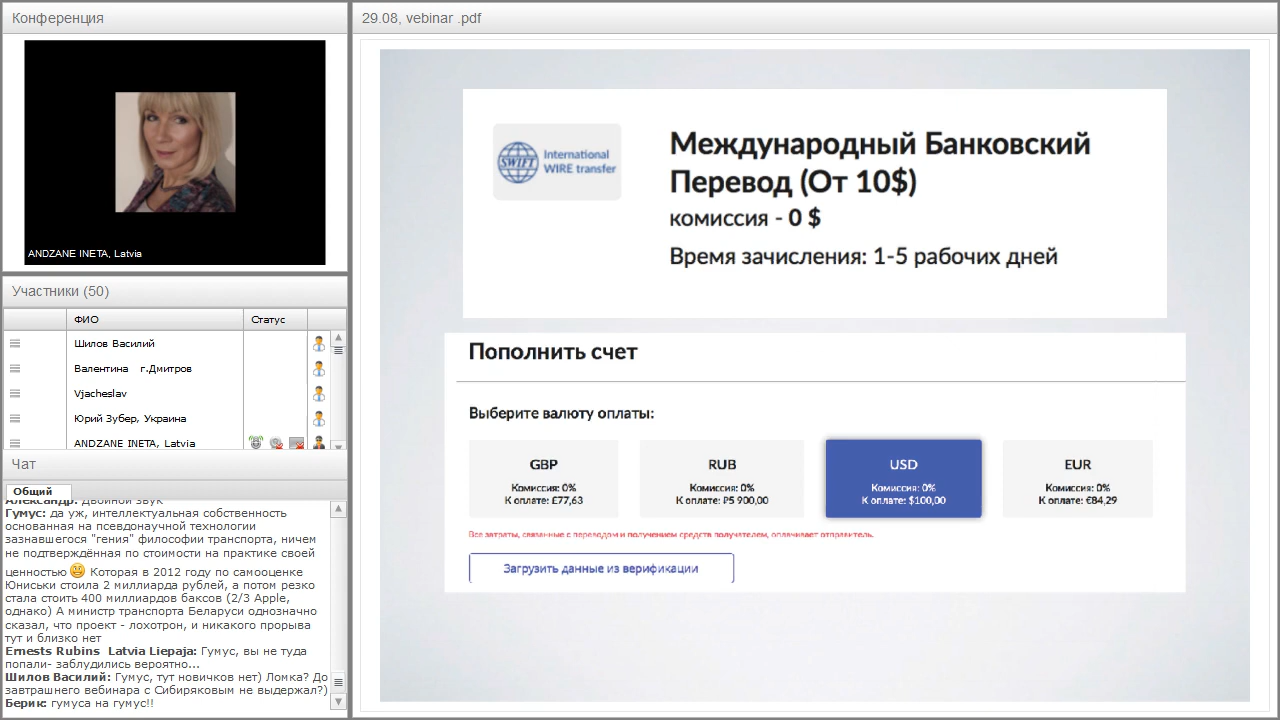 Конференция
ANDZANE INETA, Latvia
Участники (50)
ФИО
Статус
Шилов Василий
Валентина г.Дмитров
Vjacheslav
Юрий Зубер, Украина
ANDZANE INETA, Latvia
Чат
Общий
Александр: двойной звук
Гумус: да уж, интеллектуальная собственность
основанная на псевдонаучной технологии
зазнавшегося "гения" философии транспорта, ничем
не подтверждённая по стоимости на практике своей
ценностью Которая в 2012 году по самооценке
Юниськи стоила 2 миллиарда рублей, а потом резко
стала стоить 400 миллиардов баксов (2/3 Apple,
однако) А министр транспорта Беларуси однозначно
сказал, что проект - лохотрон, и никакого прорыва
тут и близко нет
Ernests Rubins Latvia Liepaja: Гумус, вы не туда
попали- заблудились вероятно...
Шилов Василий: Гумус, тут новичков нет) Ломка? До
завтрашнего вебинара с Сибиряковым не выдержал?)
Берик: гумуса на гумус!!
29.08, vebinar .pdf
SWIFT
International
WIRE transfer
Международный Банковский
Перевод (От 10$)
комиссия - 0 $
Время зачисления: 1-5 рабочих дней
Пополнить счет
Выберите валюту оплаты:
GBP
Комиссия: 0%
К оплате: £77,63
RUB
Комиссия: 0%
К оплате: ₽5 900,00
USD
Комиссия: 0%
К оплате: $100,00
EUR
Комиссия: 0%
К оплате: €84,29
Все затраты, связанные с переводом и получением средств получателем, оплачивает отправитель.
Загрузить данные из верификации